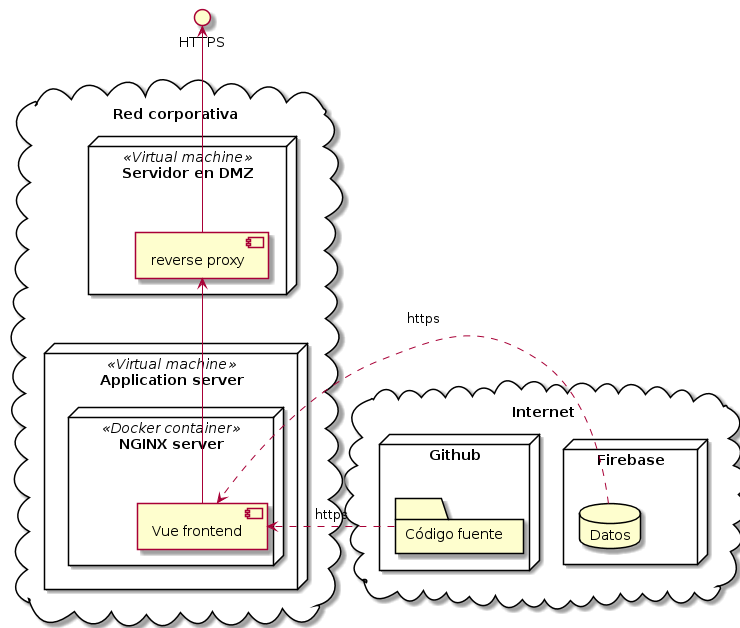 HTTPS
Red corporativa
«Virtual machine»
Servidor en DMZ
reverse proxy
https
«Virtual machine»
Application server
Internet
«Docker container»
NGINX server
Github
Firebase
https
Vue frontend
Código fuente
Datos